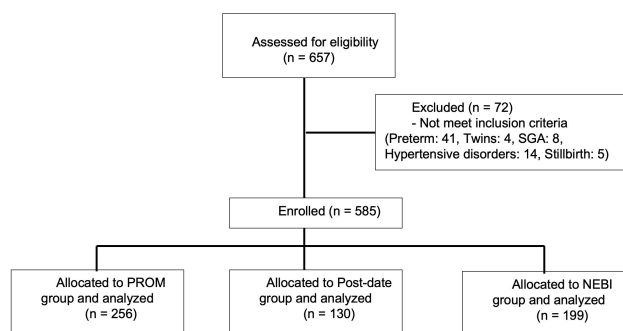 Assessed for eligibility
(n = 657)
Excluded (n = 72)
- Not meet inclusion criteria
(Preterm: 41, Twins: 4, SGA: 8,
Hypertensive disorders: 14, Stillbirth: 5)
Enrolled (n = 585)
Allocated to PROM
group and analyzed
(n = 256)
Allocated to Post-date
group and analyzed
(n = 130)
Allocated to NEBI
group and analyzed
(n = 199)